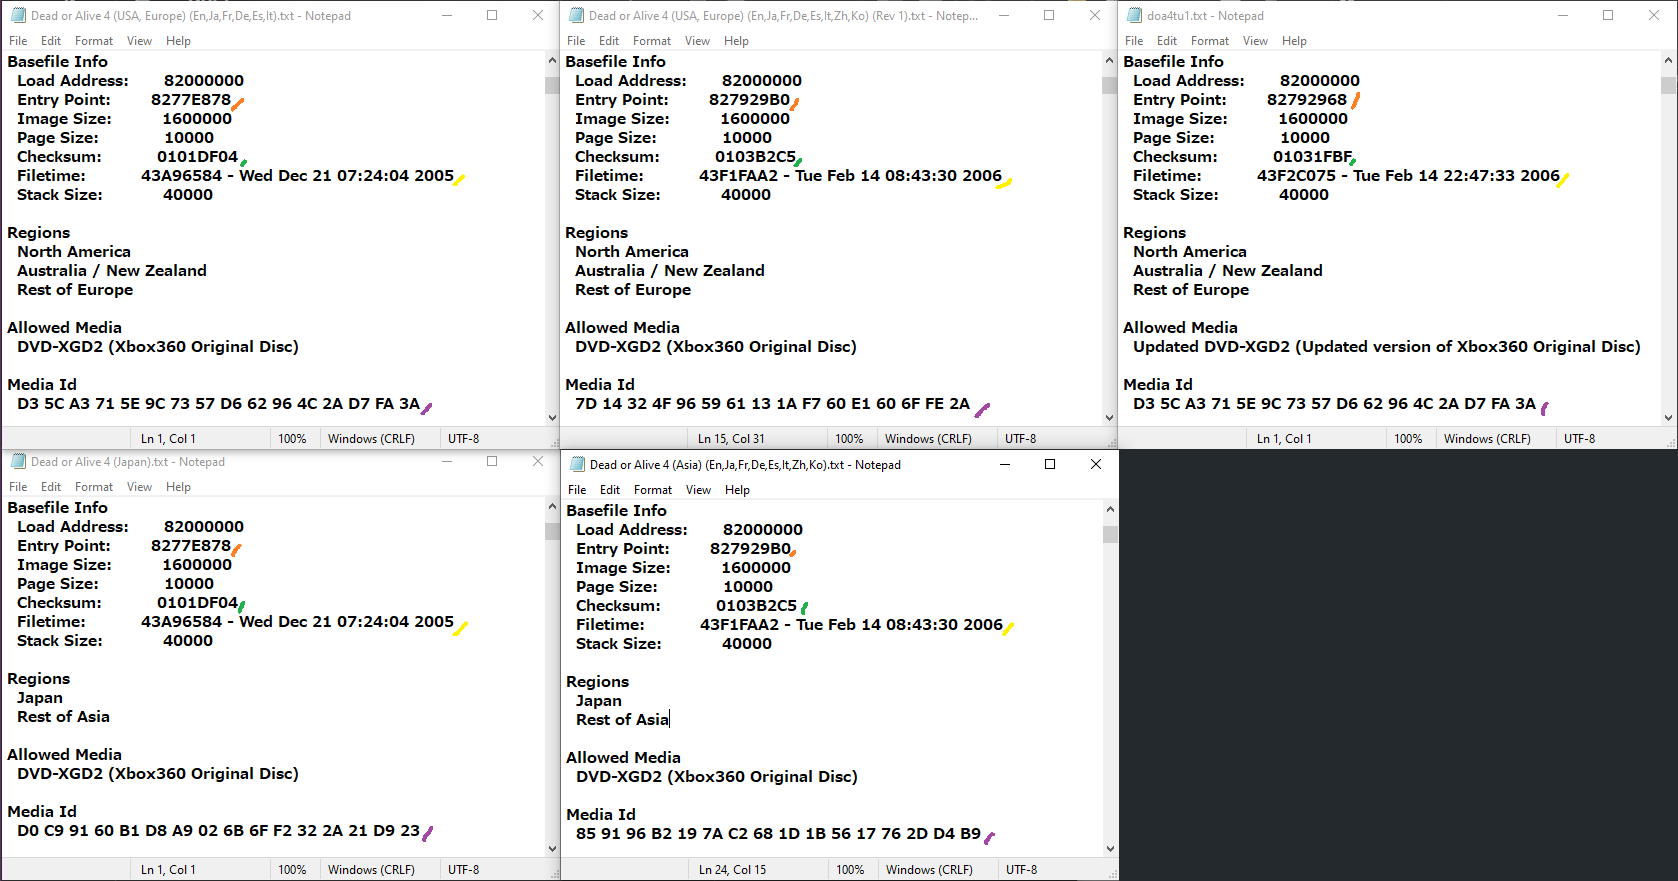 Dead or Alive 4 (USA, Europe) (En,Ja,Fr,De,Es,It).txt - Notepad
File Edit Format View Help
Basefile Info
Load Address: 82000000
Entry Point: 8277E878
Image Size: 1600000
Page Size: 10000
Checksum: 0101DF04
Filetime: 43A96584 - Wed Dec 21 07:24:04 2005
Stack Size: 40000
Regions
North America
Australia / New Zealand
Rest of Europe
Allowed Media
DVD-XGD2 (Xbox360 Original Disc)
Media Id
D3 5C A3 71 5E 9C 73 57 D6 62 96 4C 2A D7 FA 3A
Ln 1, Col 1 100% Windows (CRLF) UTF-8
Dead or Alive 4 (USA, Europe) (En,Ja,Fr,De,Es,It,Zh,Ko) (Rev 1).txt - Notep...
File Edit Format View Help
Basefile Info
Load Address: 82000000
Entry Point: 827929B0
Image Size: 1600000
Page Size: 10000
Checksum: 0103B2C5
Filetime: 43F1FAA2 - Tue Feb 14 08:43:30 2006
Stack Size: 40000
Regions
North America
Australia / New Zealand
Rest of Europe
Allowed Media
DVD-XGD2 (Xbox360 Original Disc)
Media Id
7D 14 32 4F 96 59 61 13 1A F7 60 E1 60 6F FE 2A
Ln 15, Col 31 100% Windows (CRLF) UTF-8
doa4tu1.txt - Notepad
File Edit Format View Help
Basefile Info
Load Address: 82000000
Entry Point: 82792968
Image Size: 1600000
Page Size: 10000
Checksum: 01031FBF
Filetime: 43F2C075 - Tue Feb 14 22:47:33 2006
Stack Size: 40000
Regions
North America
Australia / New Zealand
Rest of Europe
Allowed Media
Updated DVD-XGD2 (Updated version of Xbox360 Original Disc)
Media Id
D3 5C A3 71 5E 9C 73 57 D6 62 96 4C 2A D7 FA 3A
Ln 1, Col 1 100% Windows (CRLF) UTF-8
Dead or Alive 4 (Japan).txt - Notepad
File Edit Format View Help
Basefile Info
Load Address: 82000000
Entry Point: 8277E878
Image Size: 1600000
Page Size: 10000
Checksum: 0101DF04
Filetime: 43A96584 - Wed Dec 21 07:24:04 2005
Stack Size: 40000
Regions
Japan
Rest of Asia
Allowed Media
DVD-XGD2 (Xbox360 Original Disc)
Media Id
D0 C9 91 60 B1 D8 A9 02 6B 6F F2 32 2A 21 D9 23
Ln 1, Col 1 100% Windows (CRLF) UTF-8
Dead or Alive 4 (Asia) (En,Ja,Fr,De,Es,It,Zh,Ko).txt - Notepad
File Edit Format View Help
Basefile Info
Load Address: 82000000
Entry Point: 827929B0
Image Size: 1600000
Page Size: 10000
Checksum: 0103B2C5
Filetime: 43F1FAA2 - Tue Feb 14 08:43:30 2006
Stack Size: 40000
Regions
Japan
Rest of Asia
Allowed Media
DVD-XGD2 (Xbox360 Original Disc)
Media Id
85 91 96 B2 19 7A C2 68 1D 1B 56 17 76 2D D4 B9
Ln 24, Col 15 100% Windows (CRLF) UTF-8